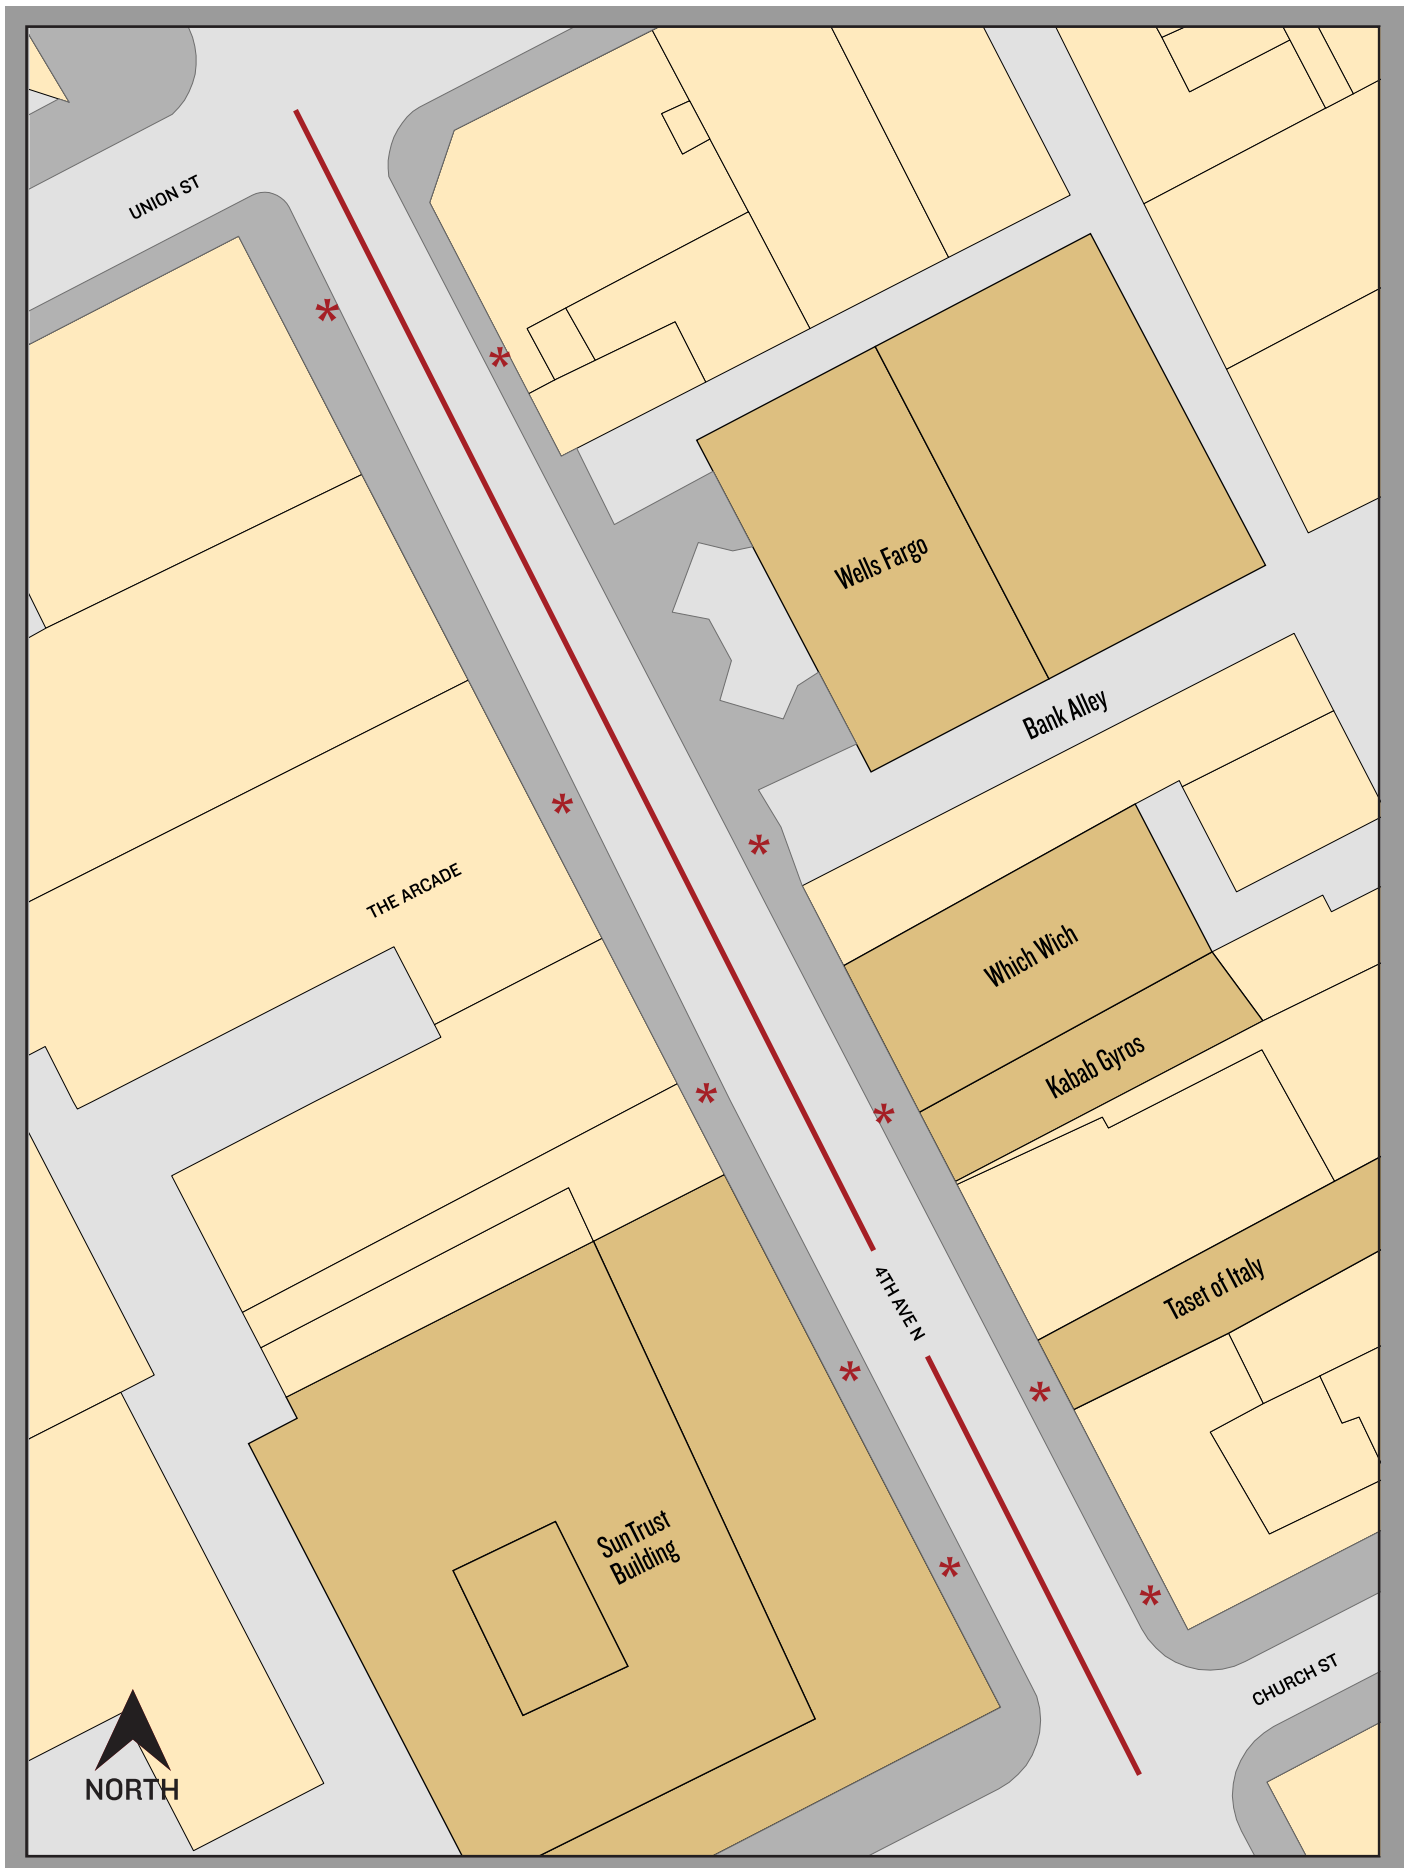 UNION ST
Wells Fargo
Bank Alley
THE ARCADE
Which Wich
Kabab Gyros
4TH AVE N
Taset of Italy
SunTrust
Building
CHURCH ST
NORTH